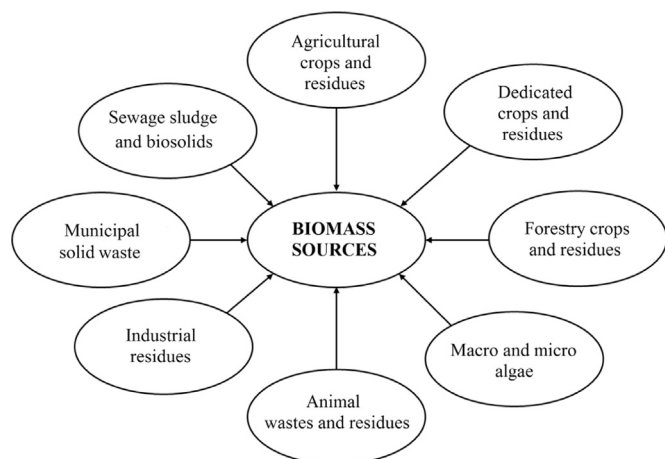 Agricultural
crops and
residues
Dedicated
crops and
residues
Sewage sludge
and biosolids
Municipal
solid waste
BIOMASS
SOURCES
Forestry crops
and residues
Industrial
residues
Macro and micro
algae
Animal
wastes and residues